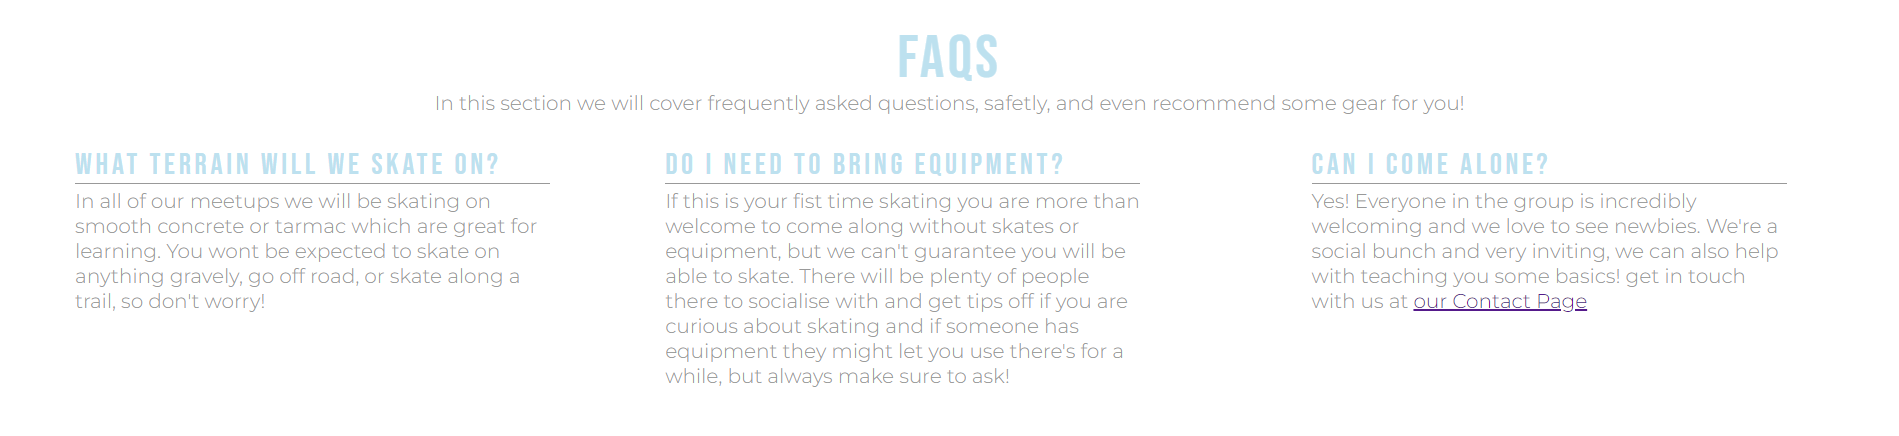 FAQS
In this section we will cover frequently asked questions, safetly, and even recommend some gear for you!
WHAT TERRAIN WILL WE SKATE ON?
In all of our meetups we will be skating on
smooth concrete or tarmac which are great for
learning. You wont be expected to skate on
anything gravely, go off road, or skate along a
trail, so don't worry!
DO I NEED TO BRING EQUIPMENT?
If this is your fist time skating you are more than
welcome to come along without skates or
equipment, but we can't guarantee you will be
able to skate. There will be plenty of people
there to socialise with and get tips off if you are
curious about skating and if someone has
equipment they might let you use there's for a
while, but always make sure to ask!
CAN I COME ALONE?
Yes! Everyone in the group is incredibly
welcoming and we love to see newbies. We're a
social bunch and very inviting, we can also help
with teaching you some basics! get in touch
with us at our Contact Page